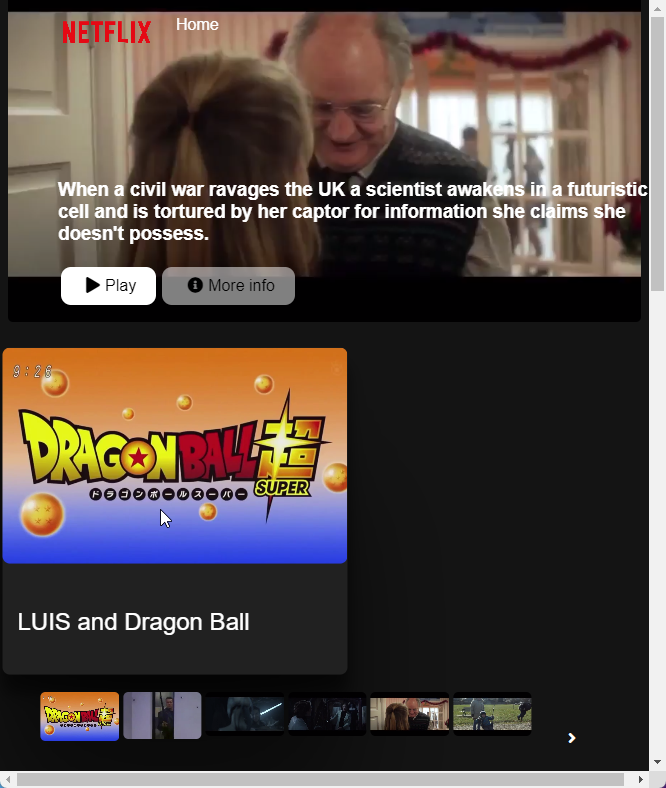 NETFLIX
Home
When a civil war ravages the UK a scientist awakens in a futuristic
cell and is tortured by her captor for information she claims she
doesn't possess.
Play
More info
9:26
DRAGON BALL 超
ドラゴンボールスーパー
SUPER
LUIS and Dragon Ball
DRAGON BALL 超